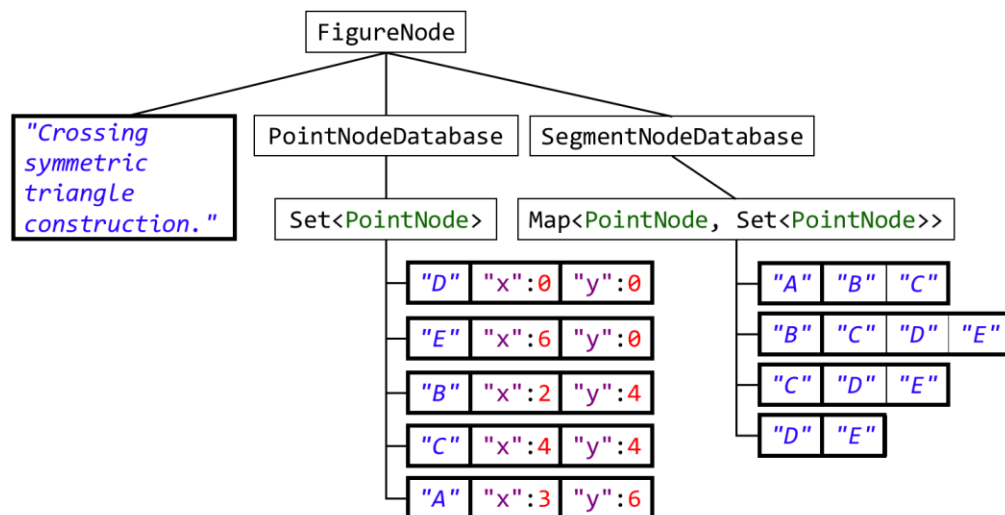 FigureNode
"Crossing
symmetric
triangle
construction."
PointNodeDatabase
SegmentNodeDatabase
Set<PointNode>
Map<PointNode, Set<PointNode>>
"D" "x":0 "y":0
"E" "x":6 "y":0
"B" "x":2 "y":4
"C" "x":4 "y":4
"A" "x":3 "y":6
"A" "B" "C"
"B" "C" "D" "E"
"C" "D" "E"
"D" "E"